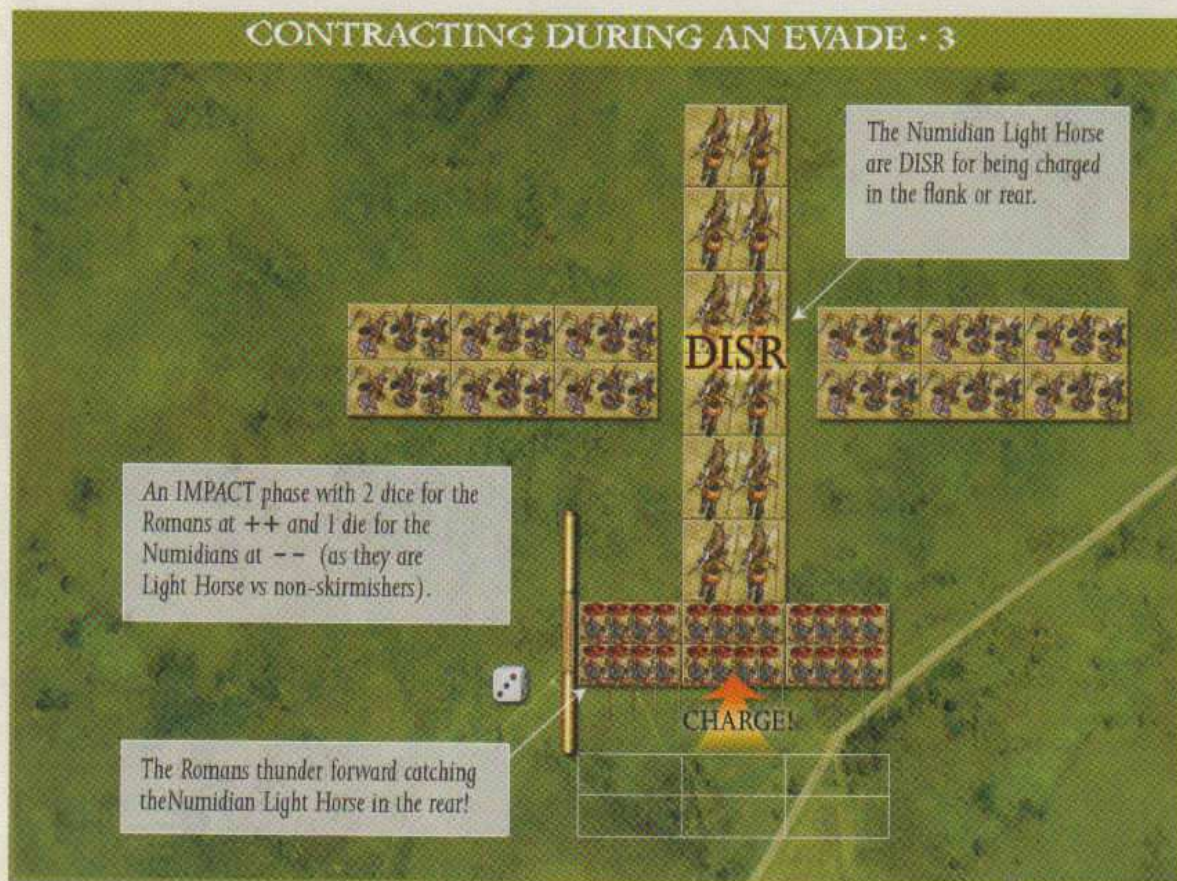 CONTRACTING DURING AN EVADE · 3
The Numidian Light Horse
are DISR for being charged
in the flank or rear.
DISR
An IMPACT phase with 2 dice for the
Romans at ++ and 1 die for the
Numidians at -- (as they are
Light Horse vs non-skirmishers).
CHARGE!
The Romans thunder forward catching
theNumidian Light Horse in the rear!